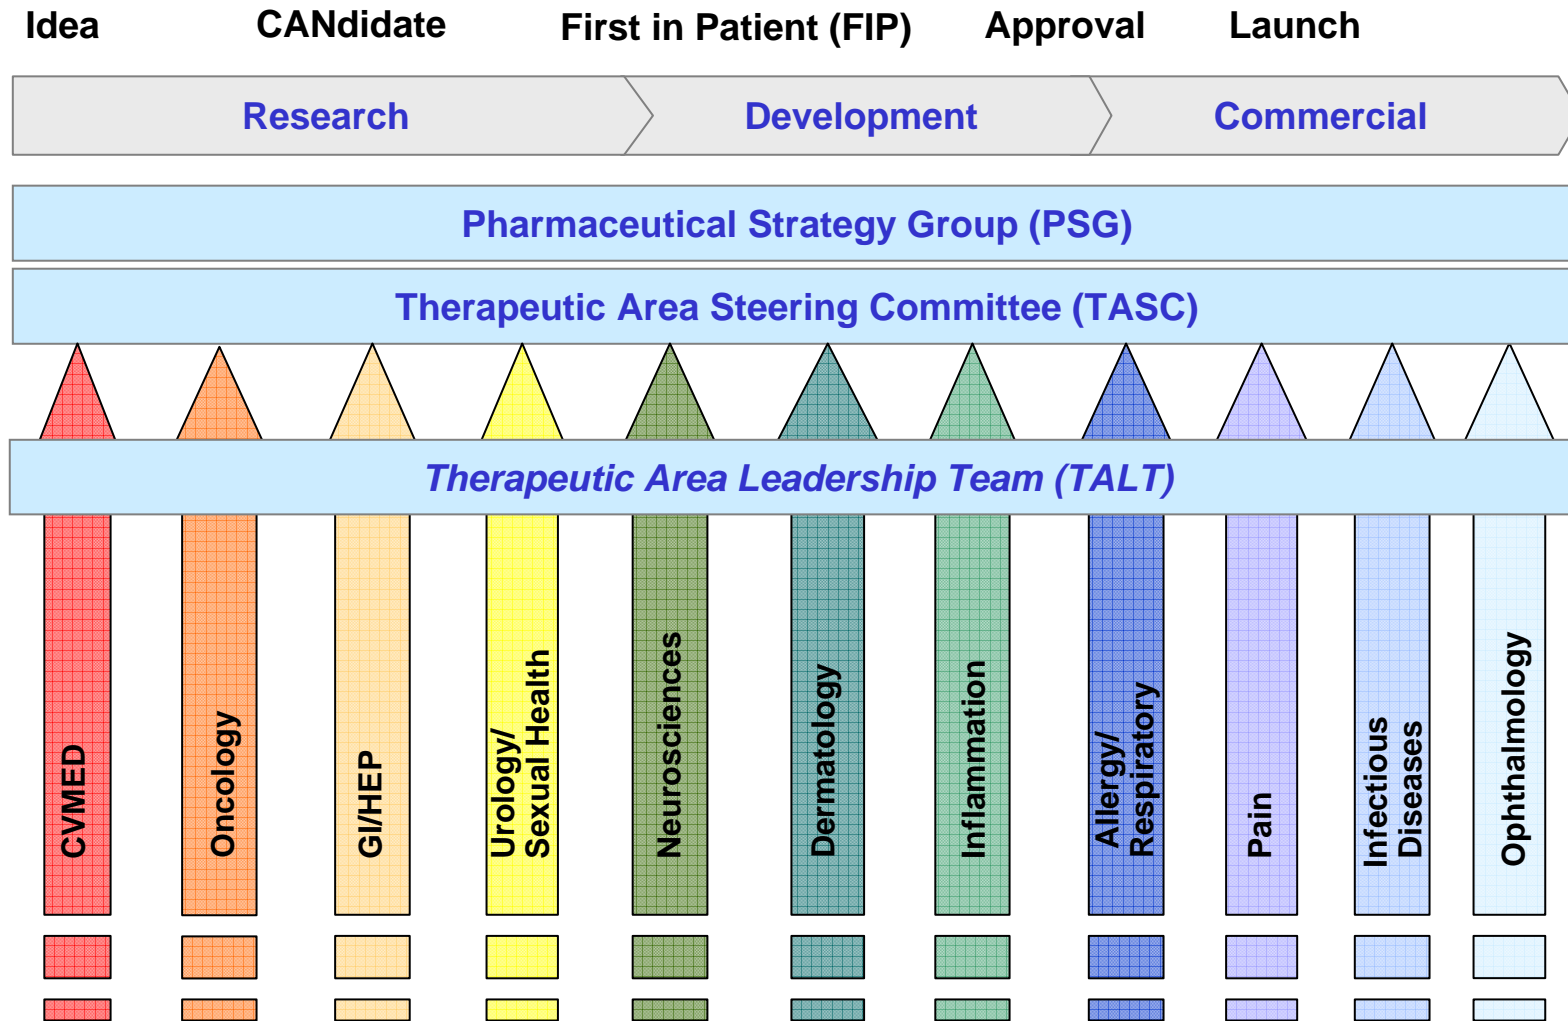 Idea CANdidate First in Patient (FIP) Approval Launch
Research Development Commercial
Pharmaceutical Strategy Group (PSG)
Therapeutic Area Steering Committee (TASC)
Therapeutic Area Leadership Team (TALT)
CVMED
Oncology
GI/HEP
Urology/
Sexual Health
Neurosciences
Dermatology
Inflammation
Allergy/
Respiratory
Pain
Infectious
Diseases
Ophthalmology